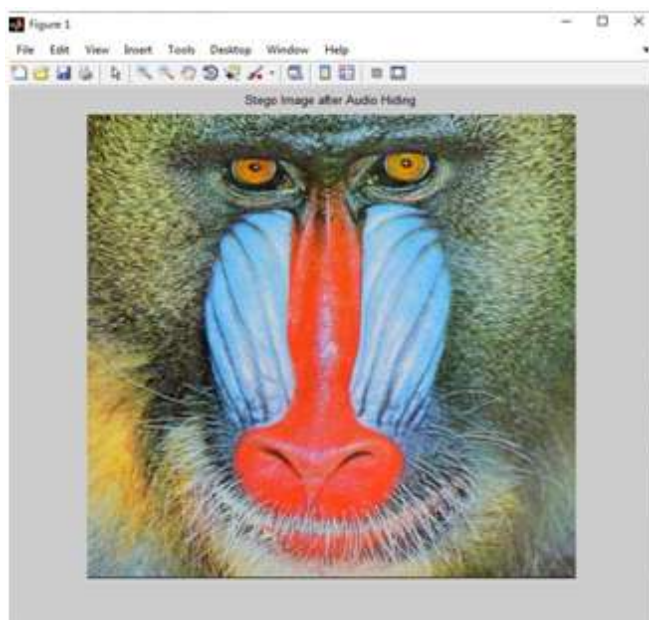 Figure 1
File Edit View Insert Tools Desktop Window Help
Stego Image after Audio Hiding